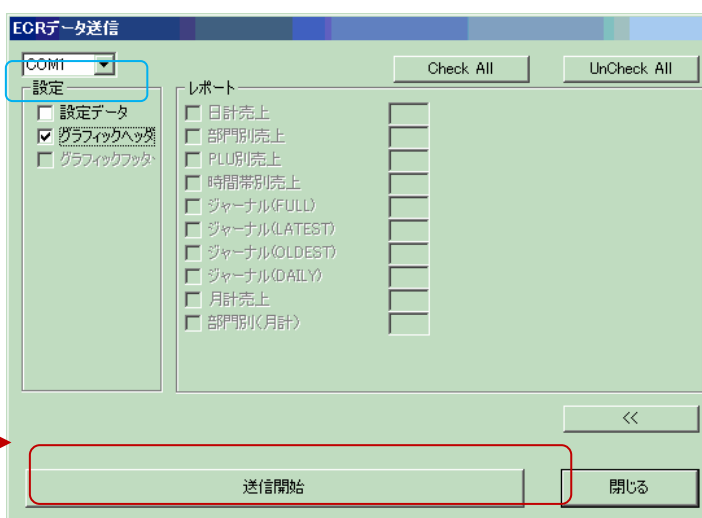 ECRデータ送信
COM1
Check All
UnCheck All
設定
設定データ
グラフィックヘッダ
グラフィックフッタ
レポート
日計売上
部門別売上
PLU別売上
時間帯別売上
ジャーナル(FULL)
ジャーナル(LATEST)
ジャーナル(OLDEST)
ジャーナル(DAILY)
月計売上
部門別(月計)
<<
送信開始
閉じる